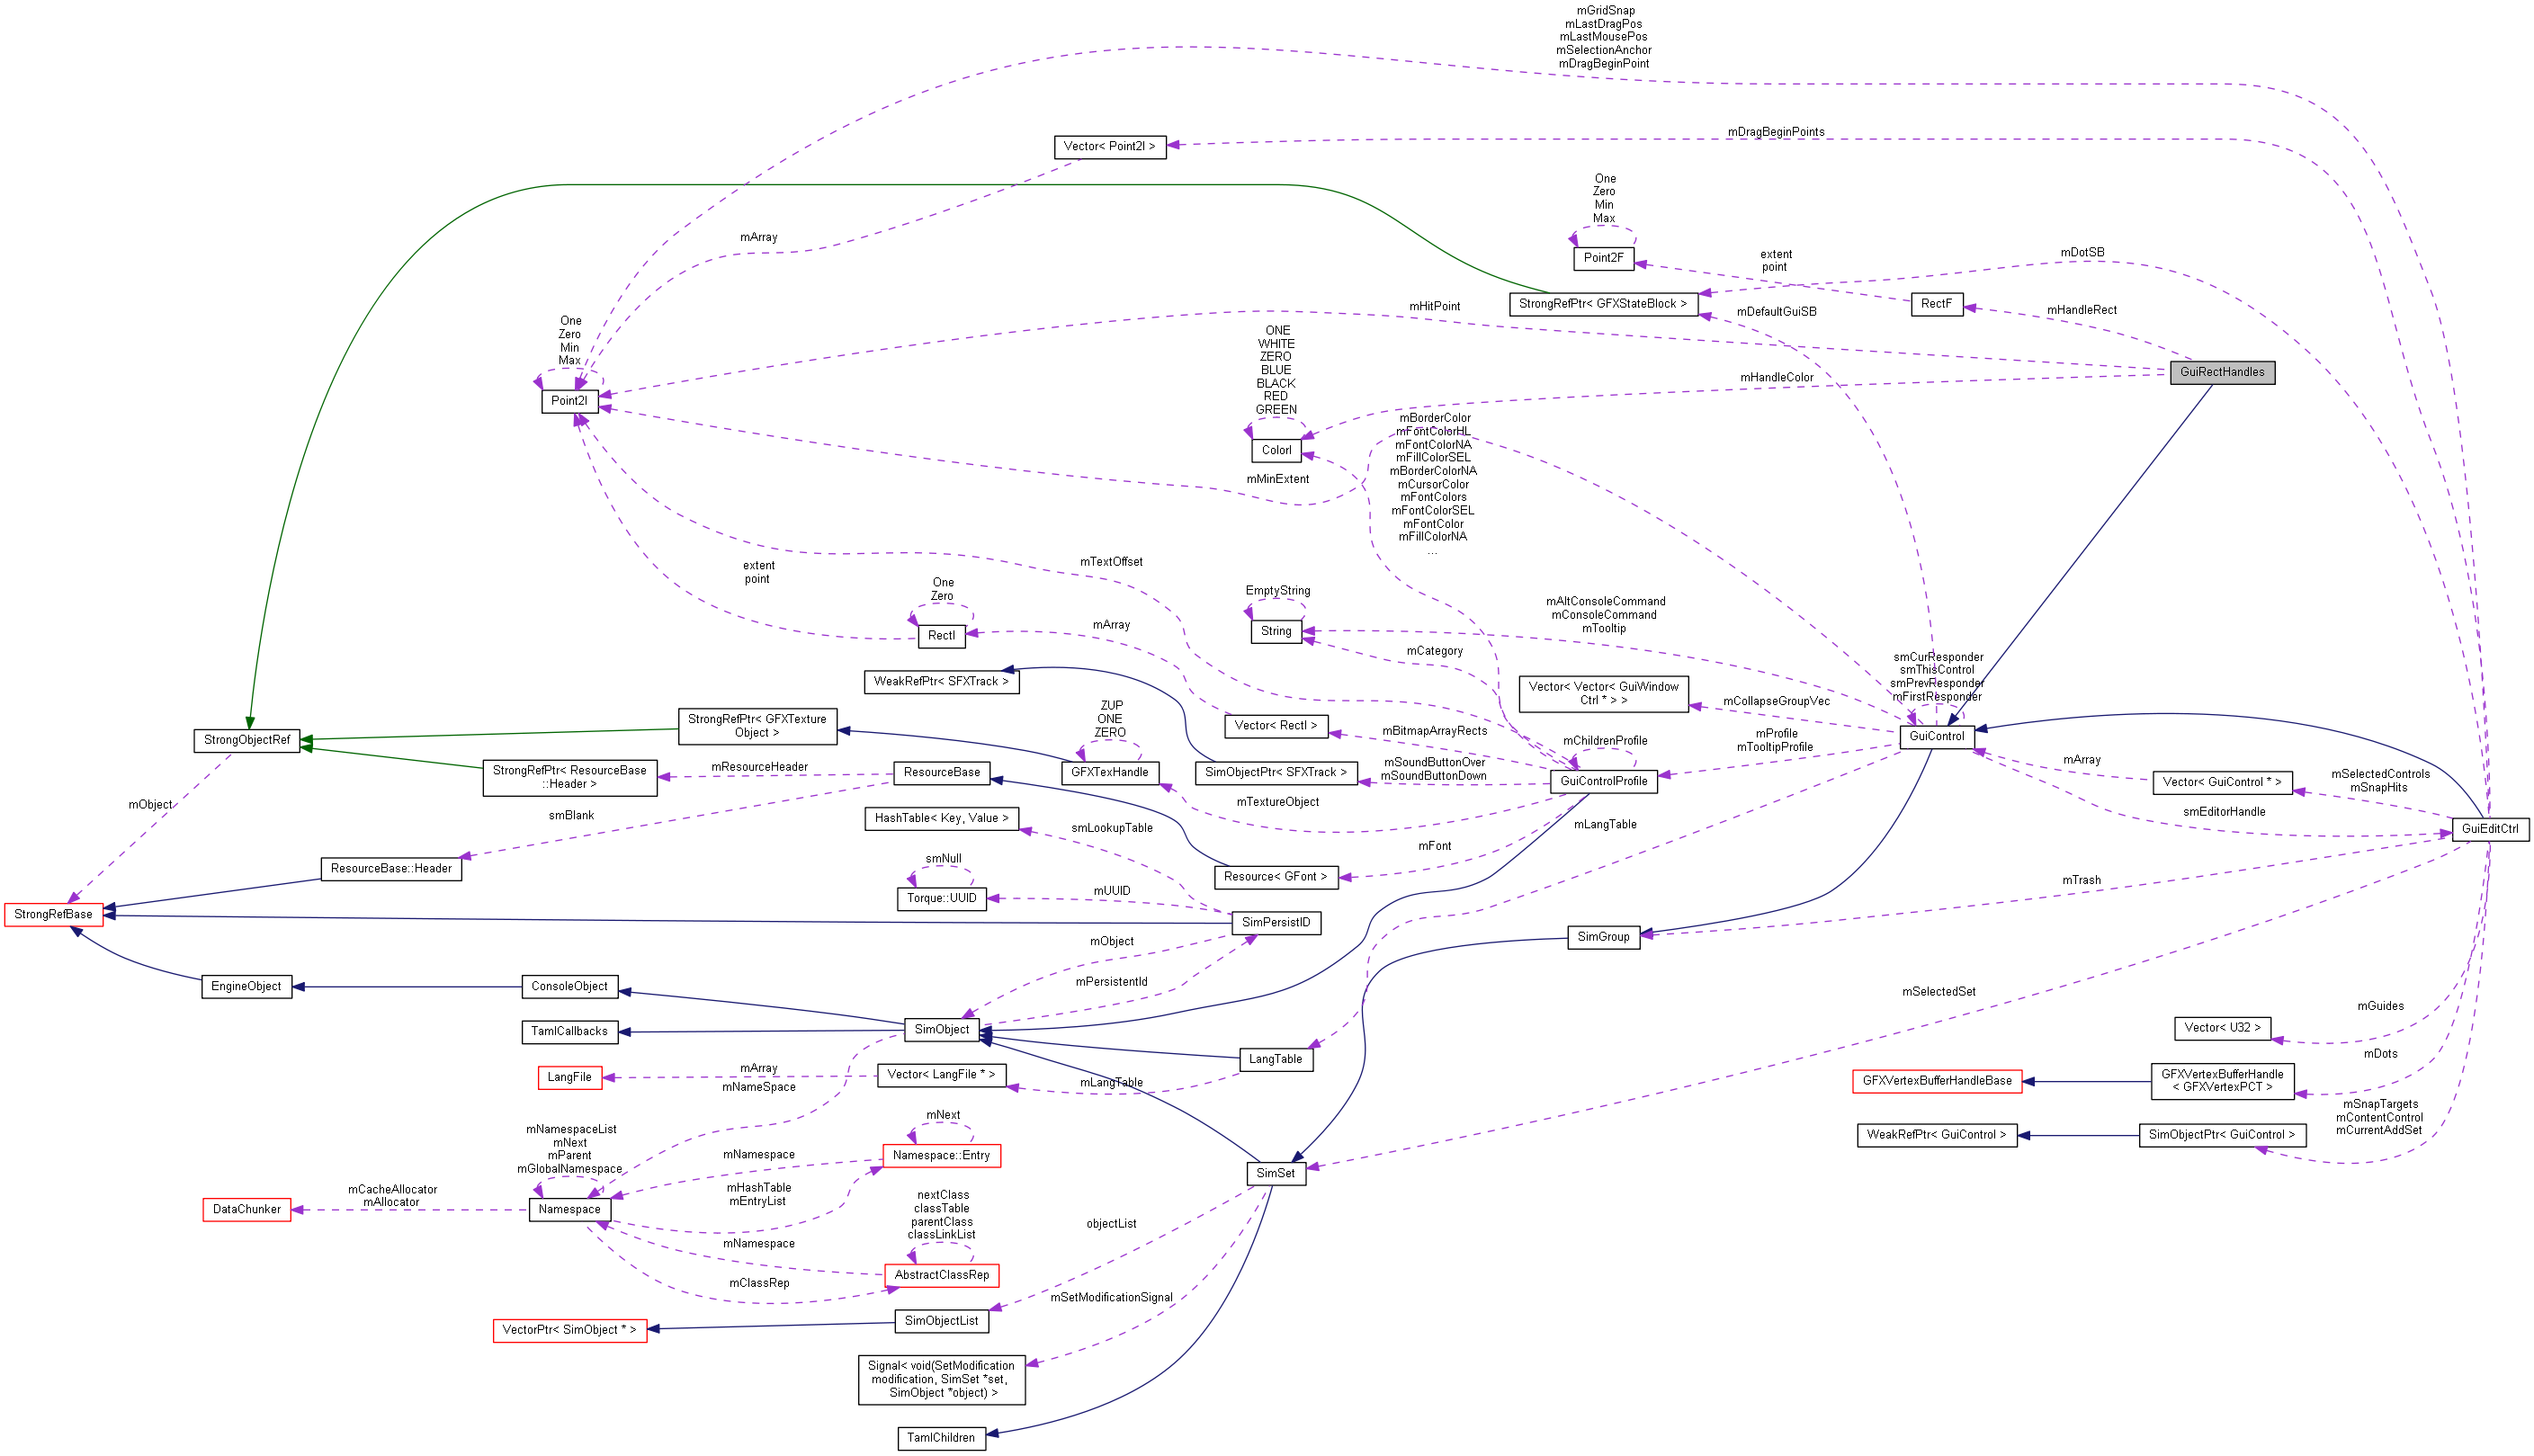 mGridSnap
mLastDragPos
mLastMousePos
mSelectionAnchor
mDragBeginPoint
Vector< Point2I >
mDragBeginPoints
One
Zero
Min
Max
mArray
Point2F
extent
point
mDotSB
StrongRefPtr< GFXStateBlock >
RectF
mHandleRect
mHitPoint
mDefaultGuiSB
One
Zero
Min
Max
ONE
WHITE
ZERO
BLUE
BLACK
RED
GREEN
GuiRectHandles
mHandleColor
Point2I
ColorI
mBorderColor
mFontColorHL
mFontColorNA
mFillColorSEL
mBorderColorNA
mCursorColor
mFontColors
mFontColorSEL
mFontColor
mFillColorNA
...
mMinExtent
extent
point
mTextOffset
One
Zero
RectI
mArray
EmptyString
String
mAltConsoleCommand
mConsoleCommand
mTooltip
mCategory
WeakRefPtr< SFXTrack >
Vector< Vector< GuiWindow
Ctrl * > >
mCollapseGroupVec
smCurResponder
smThisControl
smPrevResponder
mFirstResponder
GuiControl
StrongObjectRef
StrongRefPtr< GFXTexture
Object >
ZUP
ONE
ZERO
Vector< RectI >
mBitmapArrayRects
mChildrenProfile
mProfile
mTooltipProfile
StrongRefPtr< ResourceBase
::Header >
mResourceHeader
ResourceBase
GFXTexHandle
SimObjectPtr< SFXTrack >
mSoundButtonOver
mSoundButtonDown
GuiControlProfile
mArray
Vector< GuiControl * >
mSelectedControls
mSnapHits
mObject
smBlank
HashTable< Key, Value >
mTextureObject
smLookupTable
mLangTable
smEditorHandle
GuiEditCtrl
mFont
ResourceBase::Header
smNull
Torque::UUID
mUUID
Resource< GFont >
mTrash
StrongRefBase
SimPersistID
SimGroup
mObject
mPersistentId
EngineObject
ConsoleObject
mSelectedSet
TamlCallbacks
SimObject
mGuides
Vector< U32 >
LangTable
mDots
LangFile
mArray
mNameSpace
Vector< LangFile * >
mLangTable
GFXVertexBufferHandleBase
GFXVertexBufferHandle
< GFXVertexPCT >
mSnapTargets
mContentControl
mCurrentAddSet
mNamespaceList
mNext
mParent
mGlobalNamespace
mNext
Namespace::Entry
mNamespace
WeakRefPtr< GuiControl >
SimObjectPtr< GuiControl >
SimSet
mCacheAllocator
mAllocator
DataChunker
Namespace
mHashTable
mEntryList
nextClass
classTable
parentClass
classLinkList
mNamespace
AbstractClassRep
mClassRep
objectList
mSetModificationSignal
VectorPtr< SimObject * >
SimObjectList
Signal< void(SetModification
modification, SimSet *set,
SimObject *object) >
TamlChildren